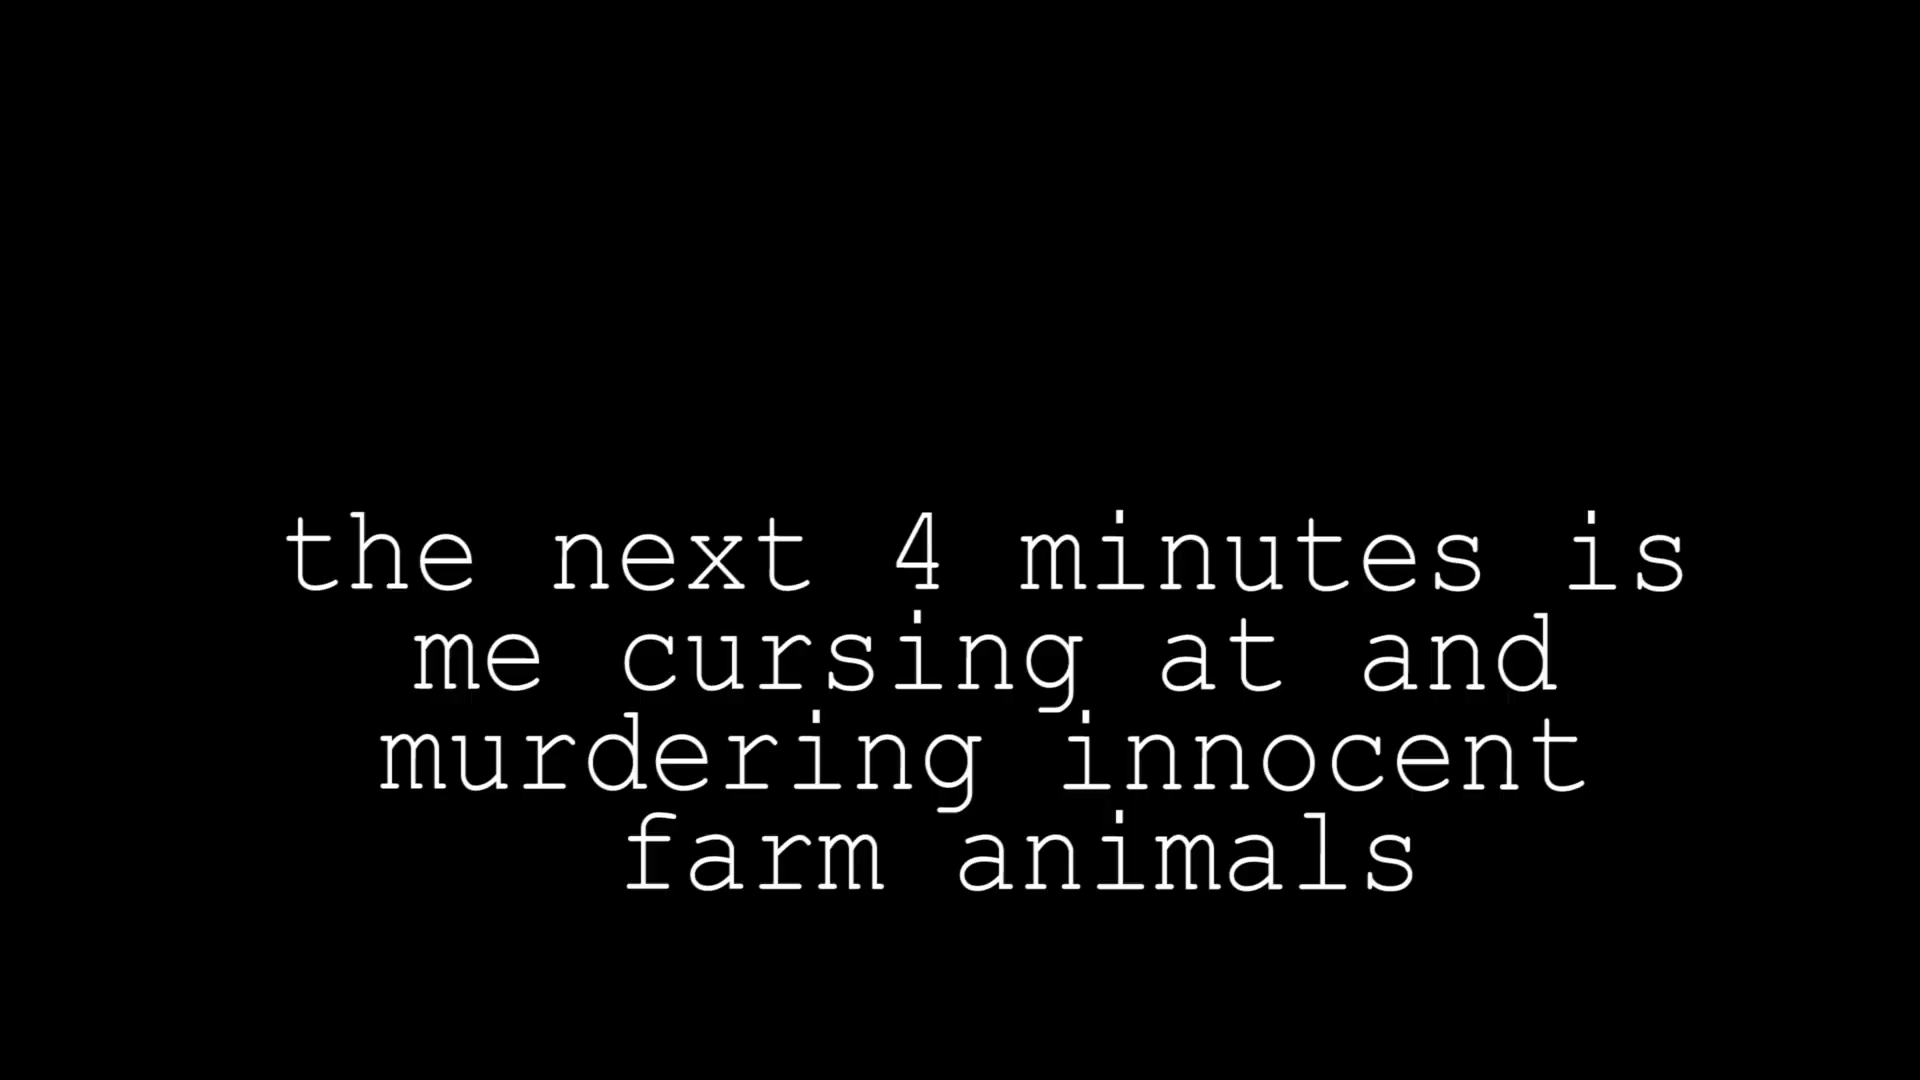 the next 4 minutes is
me cursing at and
murdering innocent
farm animals